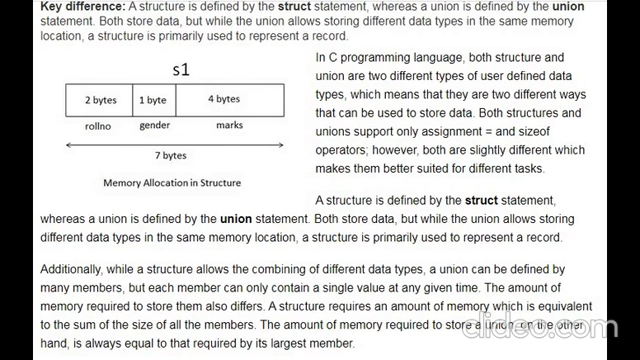 Key difference: A structure is defined by the struct statement, whereas a union is defined by the union
statement. Both store data, but while the union allows storing different data types in the same memory
location, a structure is primarily used to represent a record.
s1
2 bytes 1 byte 4 bytes
rollno gender marks
7 bytes
Memory Allocation in Structure
In C programming language, both structure and
union are two different types of user defined data
types, which means that they are two different ways
that can be used to store data. Both structures and
unions support only assignment = and sizeof
operators; however, both are slightly different which
makes them better suited for different tasks.
A structure is defined by the struct statement,
whereas a union is defined by the union statement. Both store data, but while the union allows storing
different data types in the same memory location, a structure is primarily used to represent a record.
Additionally, while a structure allows the combining of different data types, a union can be defined by
many members, but each member can only contain a single value at any given time. The amount of
memory required to store them also differs. A structure requires an amount of memory which is equivalent
to the sum of the size of all the members. The amount of memory required to store a union, on the other
hand, is always equal to that required by its largest member.
clideo.com